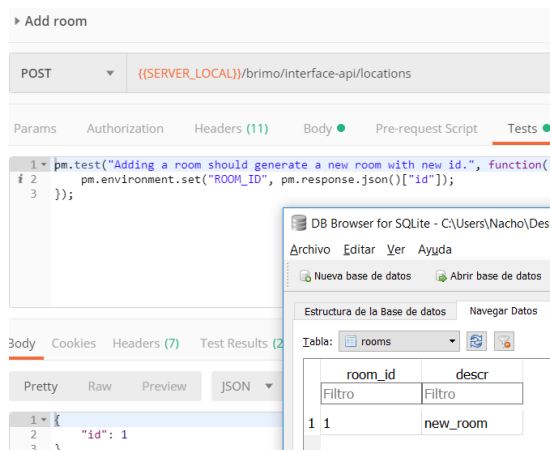 Add room
POST {{SERVER_LOCAL}}/brimo/interface-api/locations
Params Authorization Headers (11) Body Pre-request Script Tests
1 pm.test("Adding a room should generate a new room with new id.", function(
i 2 pm.environment.set("ROOM_ID", pm.response.json()["id"]);
3 });
DB Browser for SQLite - C:\Users\Nacho\Des
Archivo Editar Ver Ayuda
Nueva base de datos Abrir base de datos
Estructura de la Base de datos Navegar Datos
Tabla: rooms
room_id descr
Filtro Filtro
1 1 new_room
Body Cookies Headers (7) Test Results (2
Pretty Raw Preview JSON
1 {
2 "id": 1
3 }